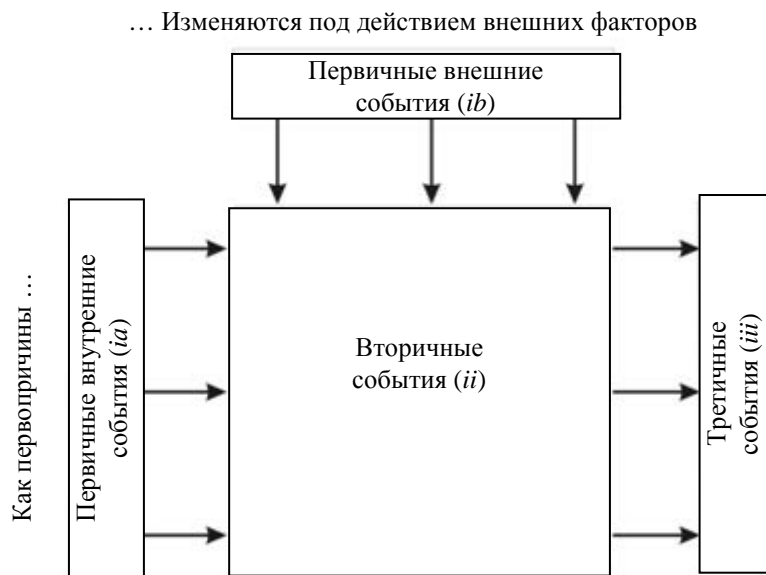 … Изменяются под действием внешних факторов
Первичные внешние
события (ib)
Как первопричины …
Первичные внутренние
события (ia)
Вторичные
события (ii)
Третичные
события (iii)